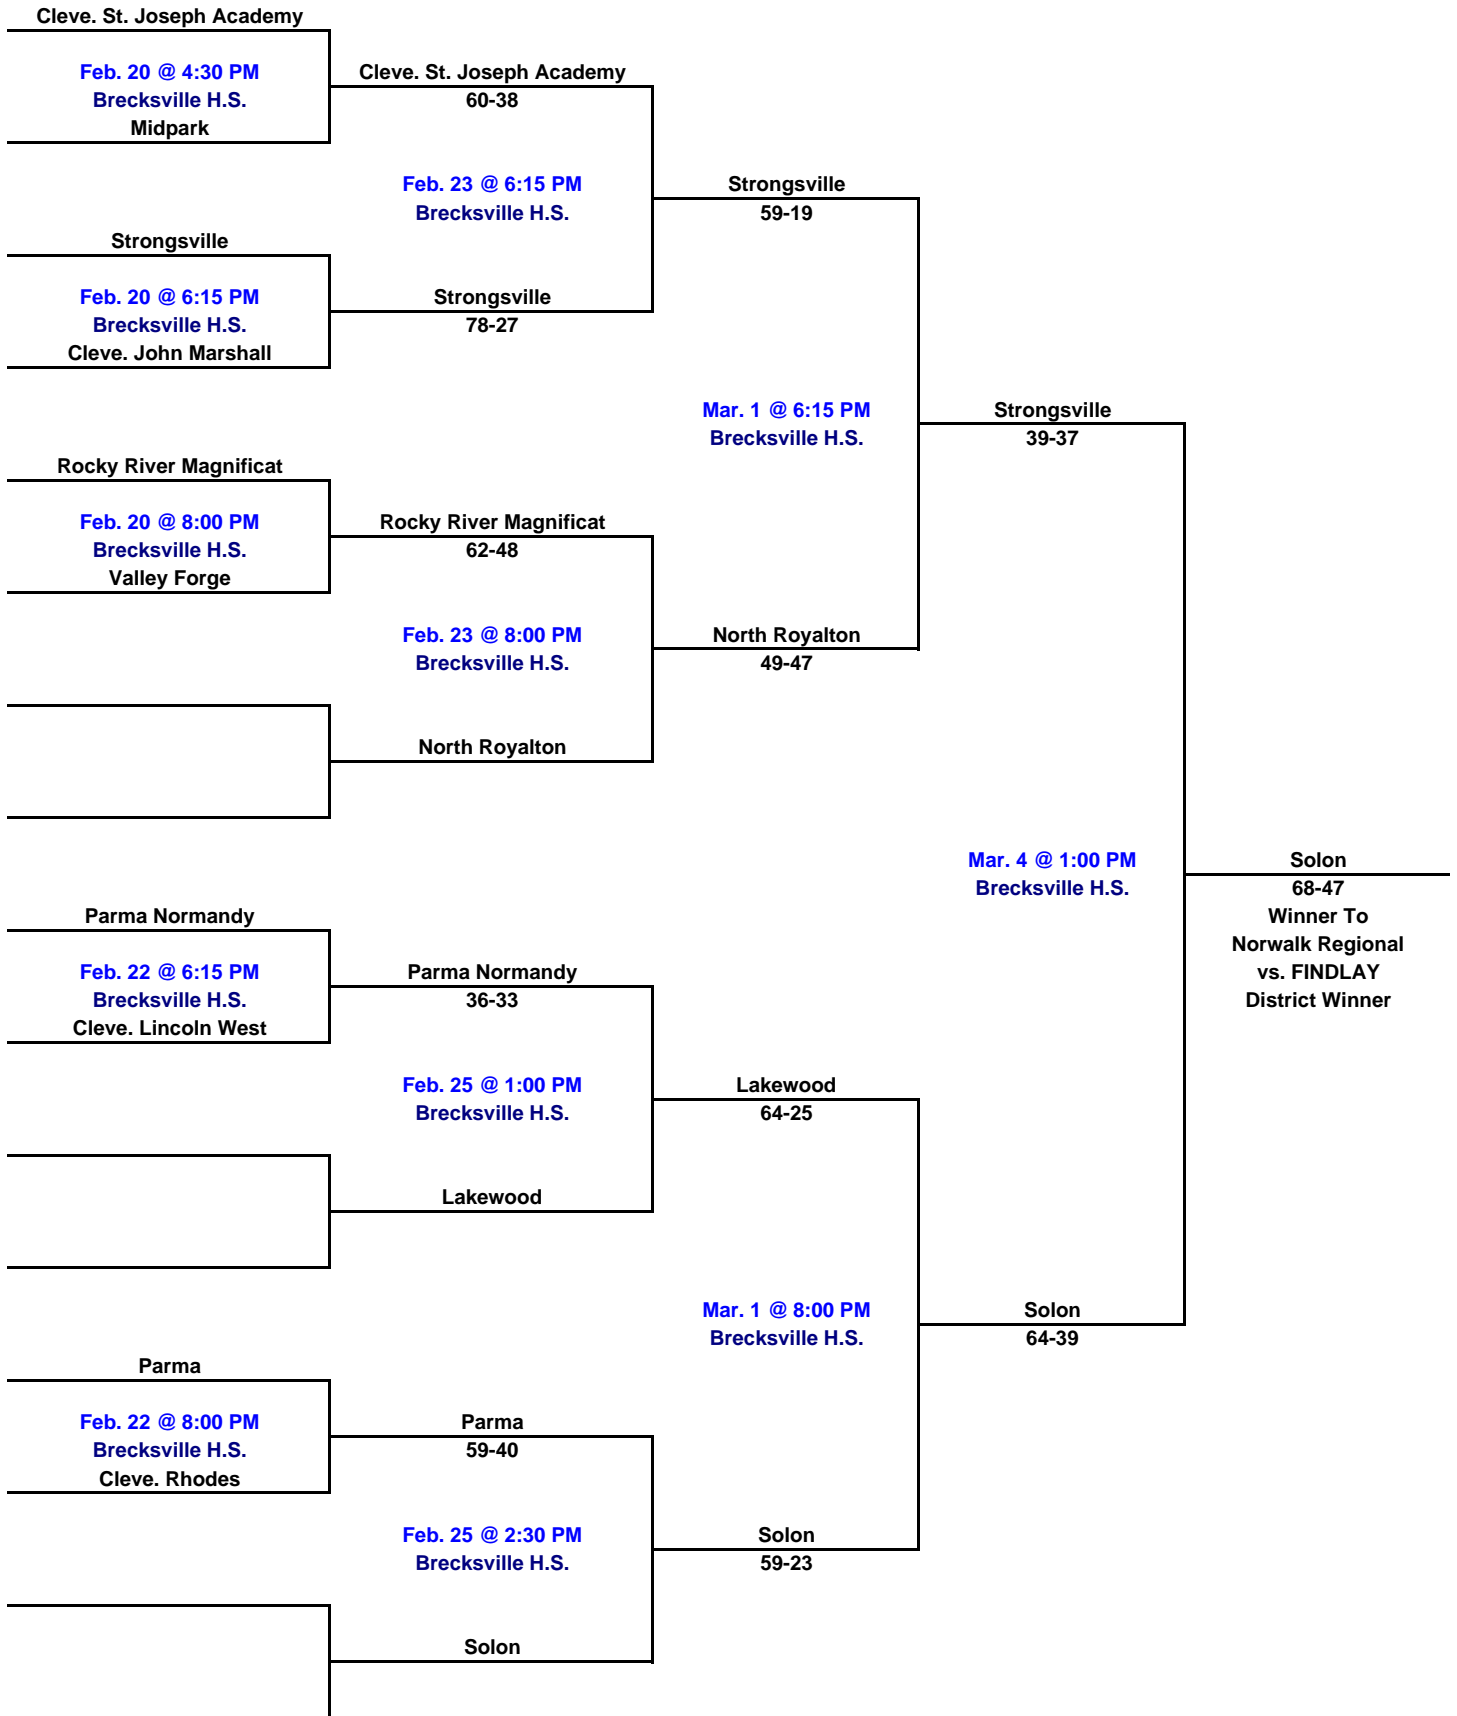 Cleve. St. Joseph Academy
Feb. 20 @ 4:30 PM
Brecksville H.S.
Midpark
Strongsville
Feb. 20 @ 6:15 PM
Brecksville H.S.
Cleve. John Marshall
Rocky River Magnificat
Feb. 20 @ 8:00 PM
Brecksville H.S.
Valley Forge
Parma Normandy
Feb. 22 @ 6:15 PM
Brecksville H.S.
Cleve. Lincoln West
Parma
Feb. 22 @ 8:00 PM
Brecksville H.S.
Cleve. Rhodes
Cleve. St. Joseph Academy
60-38
Feb. 23 @ 6:15 PM
Brecksville H.S.
Strongsville
78-27
Rocky River Magnificat
62-48
Feb. 23 @ 8:00 PM
Brecksville H.S.
North Royalton
Parma Normandy
36-33
Feb. 25 @ 1:00 PM
Brecksville H.S.
Lakewood
Parma
59-40
Feb. 25 @ 2:30 PM
Brecksville H.S.
Solon
Strongsville
59-19
Mar. 1 @ 6:15 PM
Brecksville H.S.
North Royalton
49-47
Lakewood
64-25
Mar. 1 @ 8:00 PM
Brecksville H.S.
Solon
59-23
Strongsville
39-37
Mar. 4 @ 1:00 PM
Brecksville H.S.
Solon
64-39
Solon
68-47
Winner To
Norwalk Regional
vs. FINDLAY
District Winner